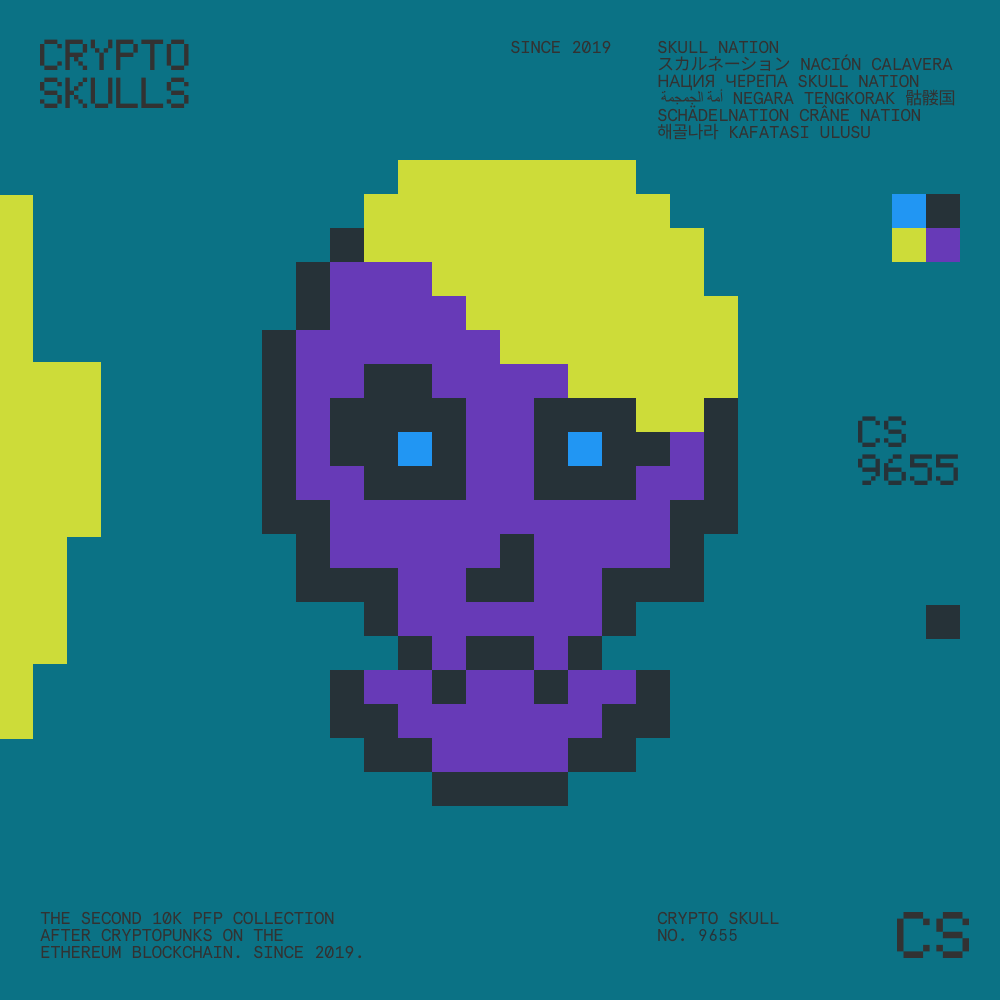 CRYPTO
SKULLS
SINCE 2019
SKULL NATION
スカルネーション NACIÓN CALAVERA
НАЦИЯ ЧЕРЕПА SKULL NATION
أمة الجمجمة NEGARA TENGKORAK 骷髅国
SCHÄDELNATION CRÂNE NATION
해골나라 KAFATASI ULUSU
CS
9655
THE SECOND 10K PFP COLLECTION
AFTER CRYPTOPUNKS ON THE
ETHEREUM BLOCKCHAIN. SINCE 2019.
CRYPTO SKULL
NO. 9655
CS